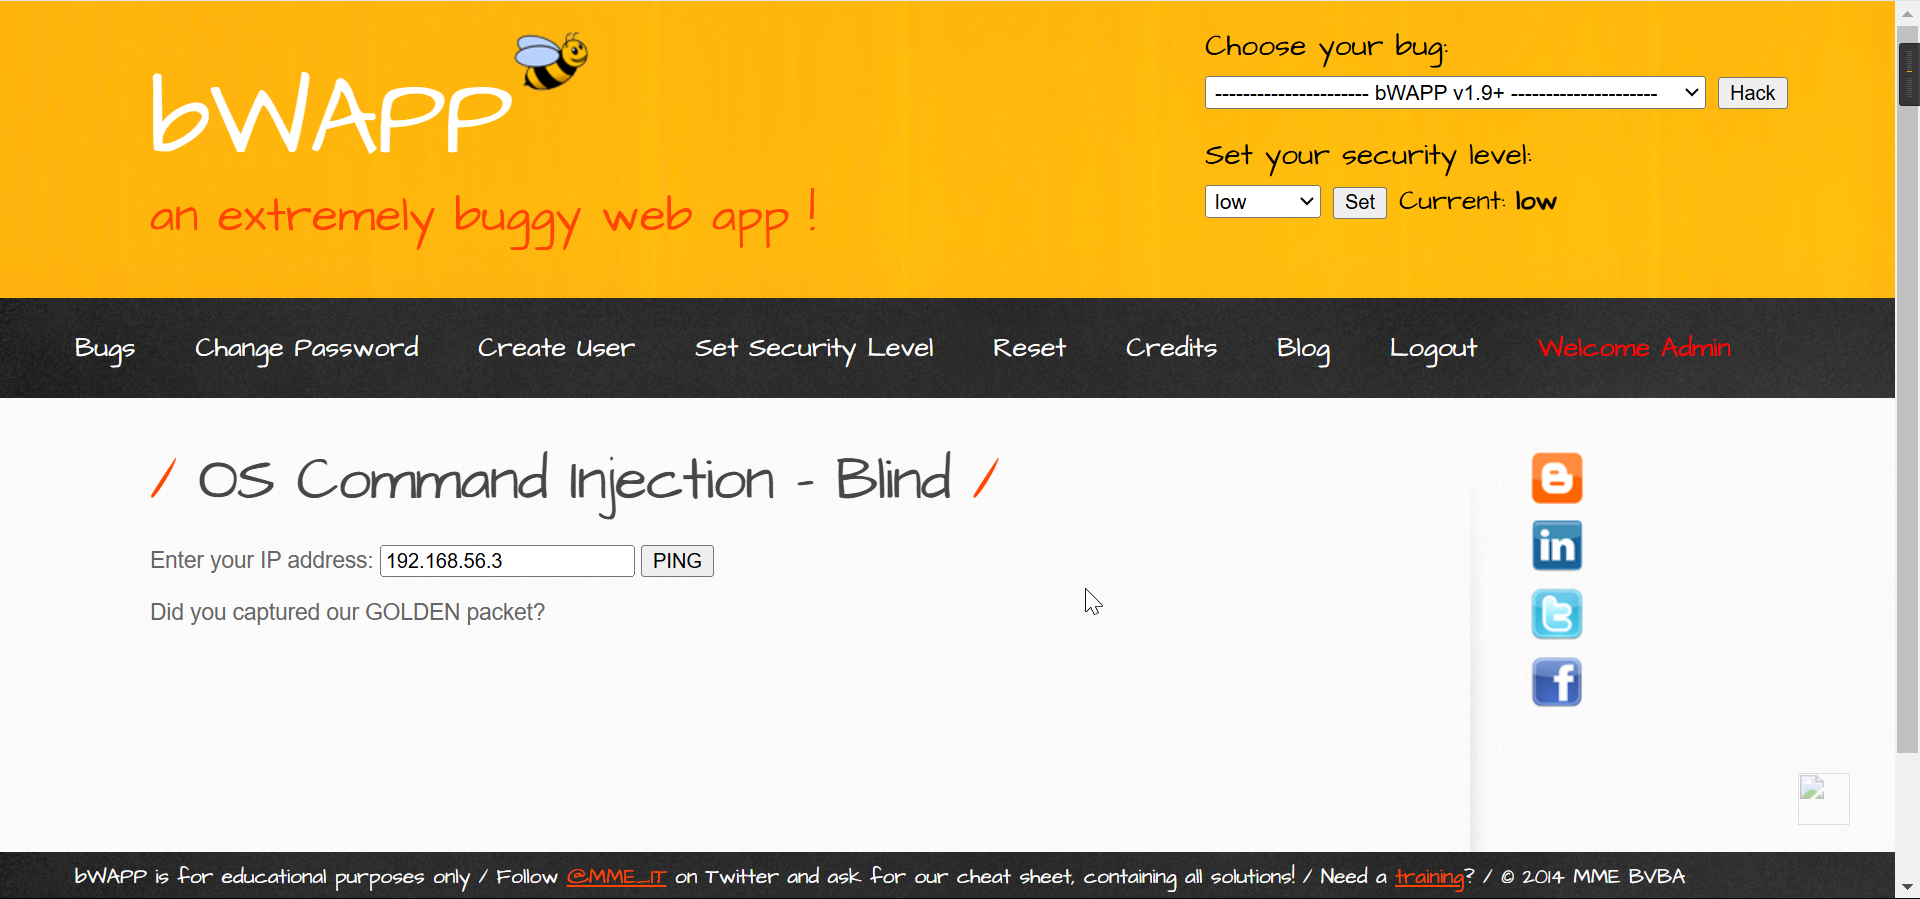 bWAPP
an extremely buggy web app !
Choose your bug:
---------------------- bWAPP v1.9+ --------------------- Hack
Set your security level:
low Set Current: low
Bugs Change Password Create User Set Security Level Reset Credits Blog Logout Welcome Admin
/ OS Command Injection - Blind /
Enter your IP address: 192.168.56.3 PING
Did you captured our GOLDEN packet?
in
t
f
bWAPP is for educational purposes only / Follow @MME_IT on Twitter and ask for our cheat sheet, containing all solutions! / Need a training? / © 2014 MME BVBA